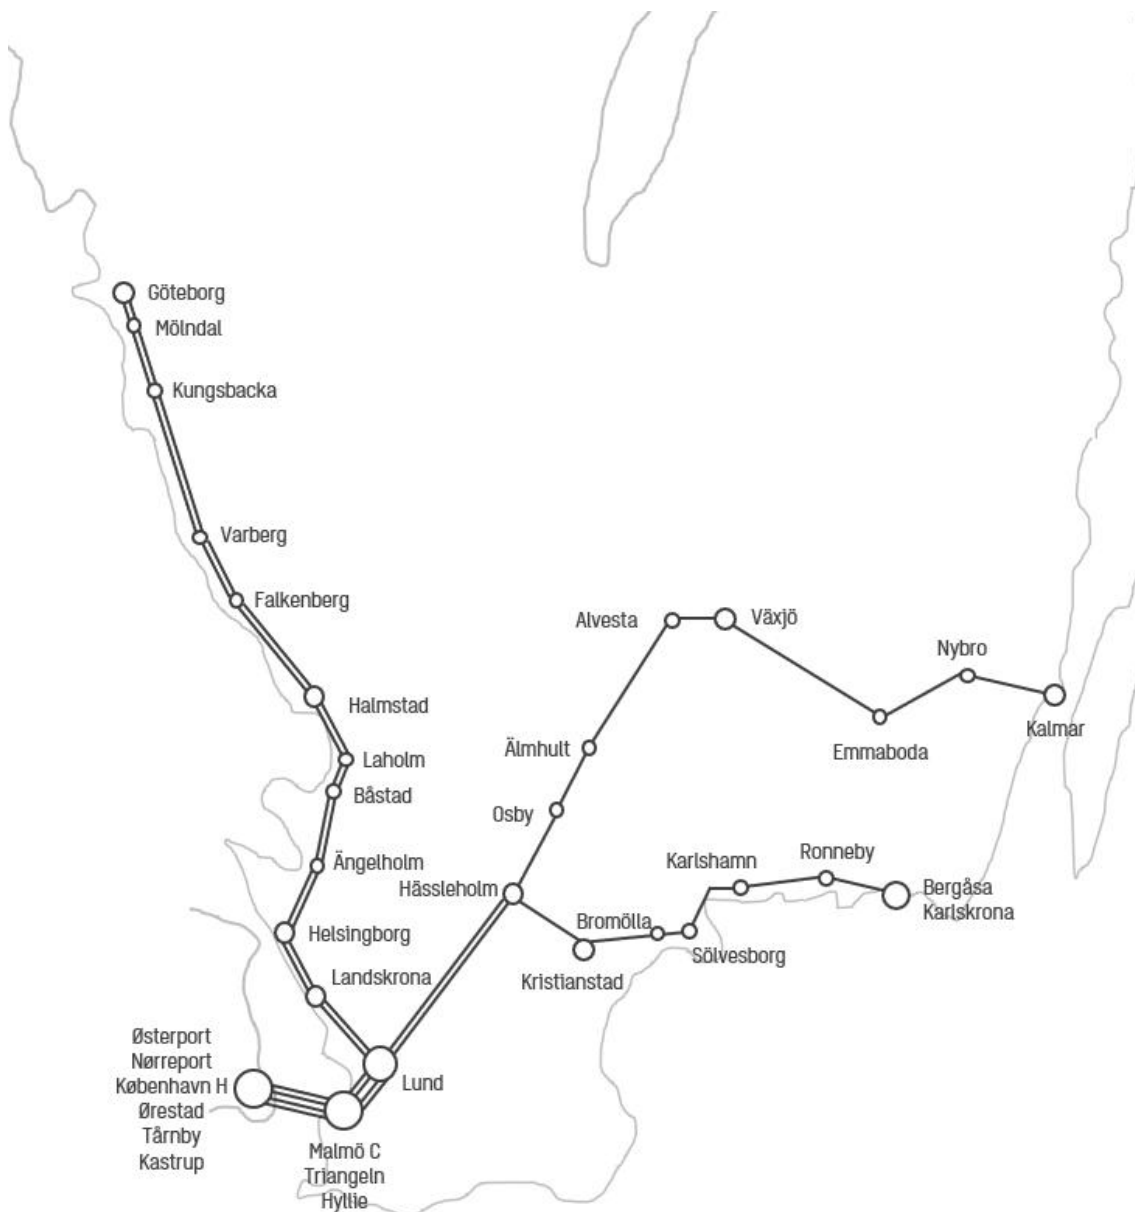 Göteborg
Mölndal
Kungsbacka
Varberg
Falkenberg
Alvesta
Växjö
Nybro
Halmstad
Kalmar
Emmaboda
Älmhult
Laholm
Båstad
Osby
Ängelholm
Hässleholm
Karlshamn
Ronneby
Bergåsa
Karlskrona
Bromölla
Helsingborg
Sölvesborg
Kristianstad
Landskrona
Østerport
Nørreport
København H
Ørestad
Tårnby
Kastrup
Lund
Malmö C
Triangeln
Hyllie